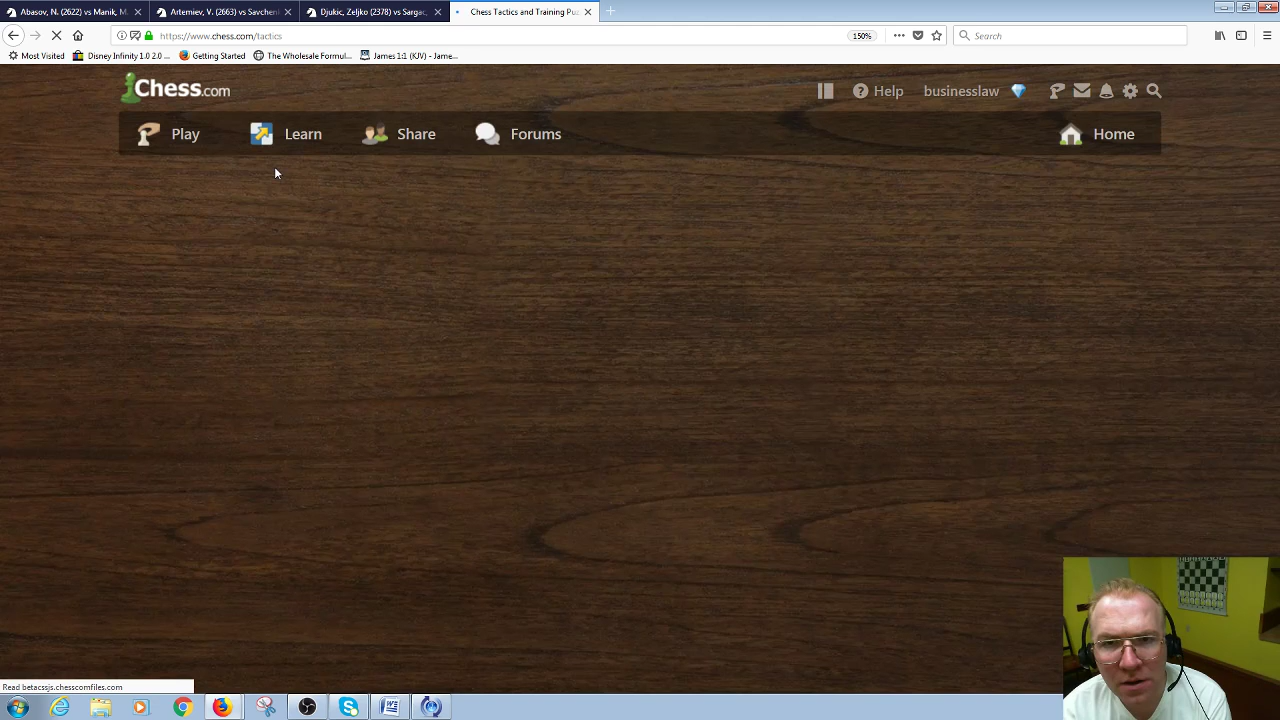 Abasov, N. (2622) vs Manik, M.
Artemiev, V. (2663) vs Savchen
Djukic, Zeljko (2378) vs Sargac,
Chess Tactics and Training Puz
https://www.chess.com/tactics
150%
Search
Most Visited
Disney Infinity 1.0 2.0 ...
Getting Started
The Wholesale Formul...
James 1:1 (KJV) - Jame...
Chess.com
Help
businesslaw
Play
Learn
Share
Forums
Home
Read betacssjs.chesscomfiles.com